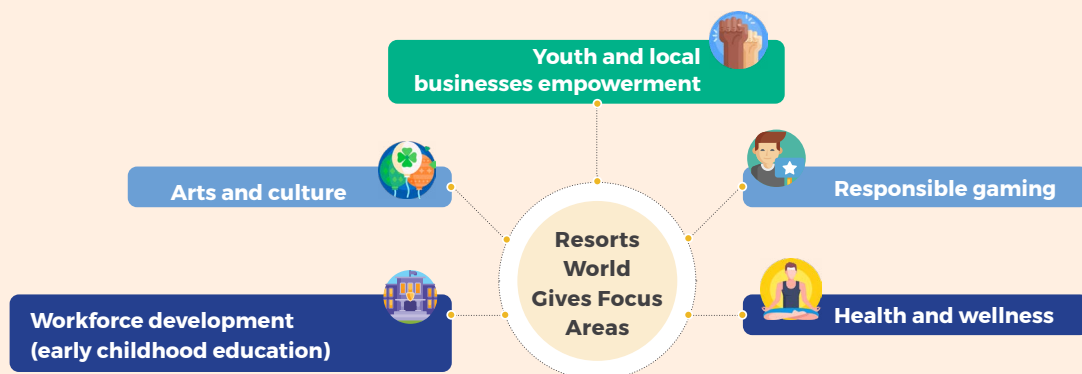 Youth and local
businesses empowerment
Arts and culture
Responsible gaming
Resorts
World
Gives Focus
Areas
Workforce development
(early childhood education)
Health and wellness